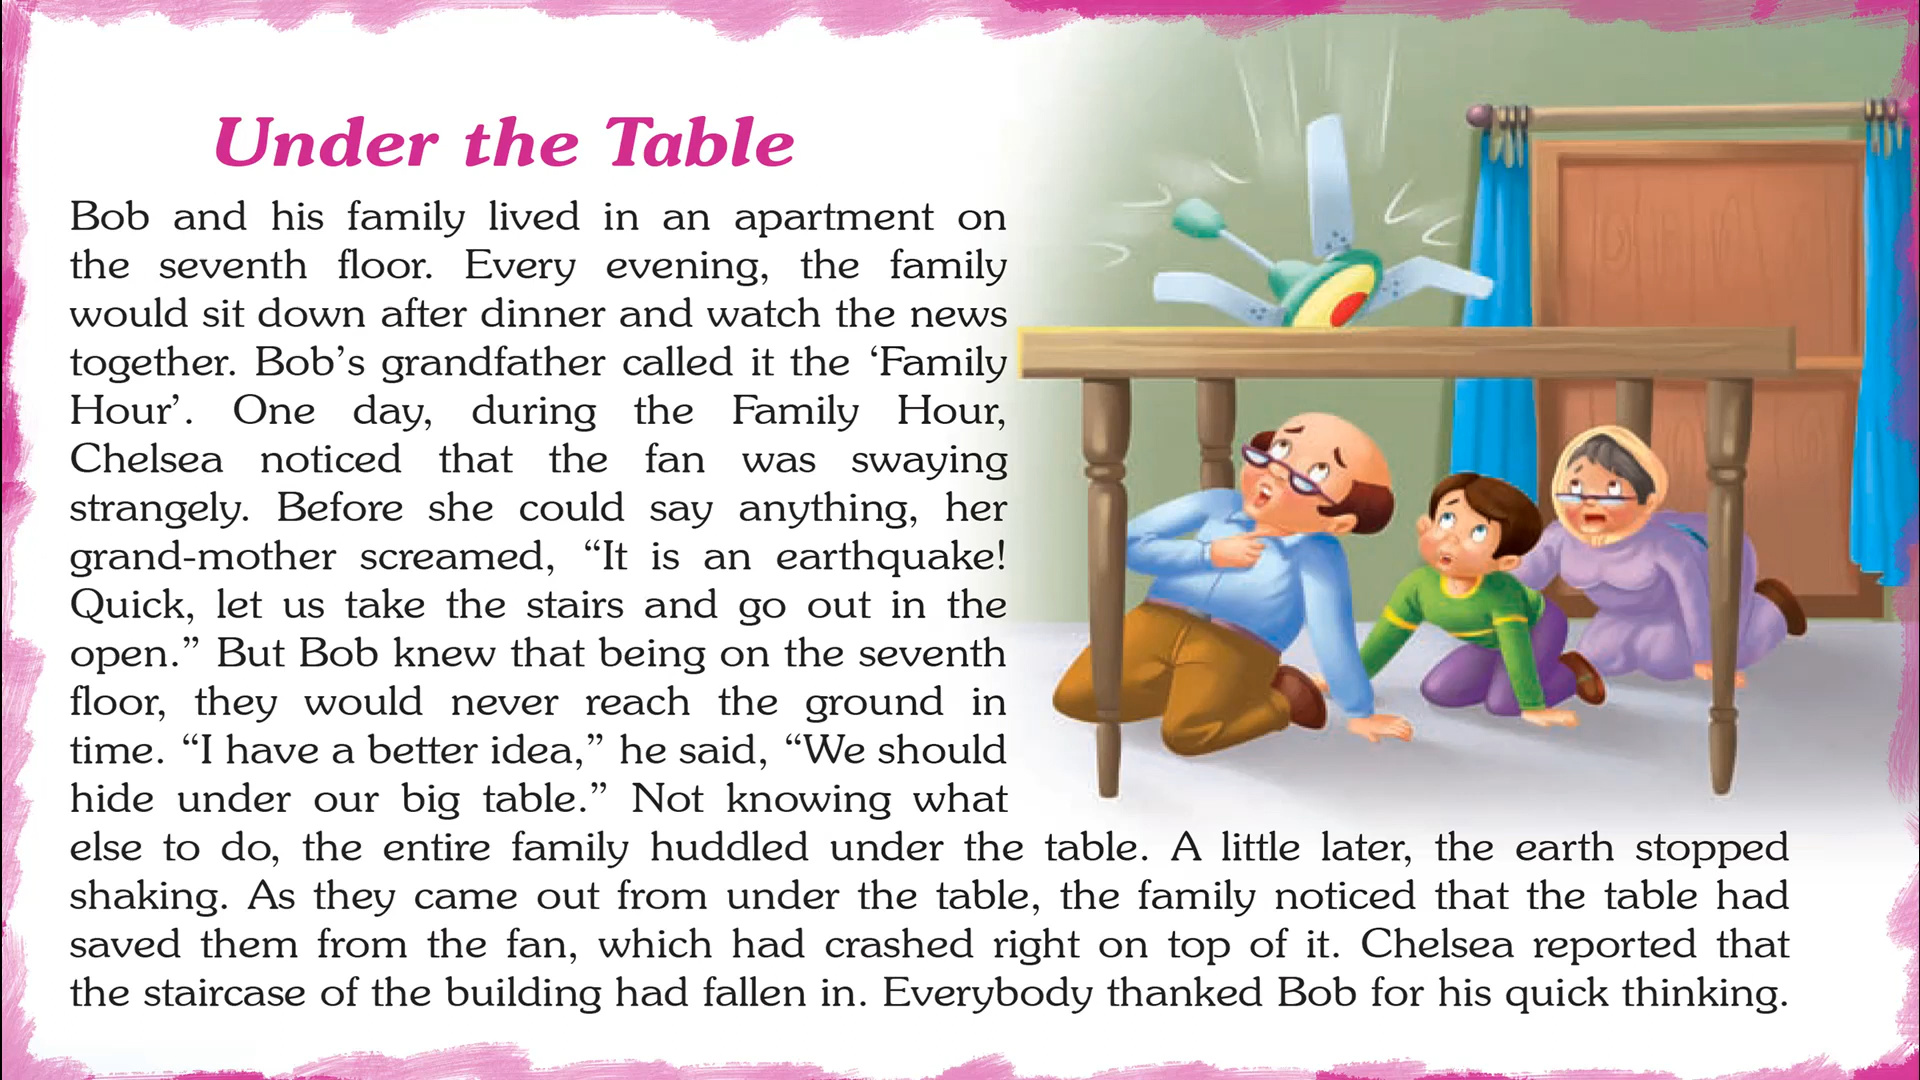 Under the Table
Bob and his family lived in an apartment on
the seventh floor. Every evening, the family
would sit down after dinner and watch the news
together. Bob’s grandfather called it the ‘Family
Hour’. One day, during the Family Hour,
Chelsea noticed that the fan was swaying
strangely. Before she could say anything, her
grand-mother screamed, “It is an earthquake!
Quick, let us take the stairs and go out in the
open.” But Bob knew that being on the seventh
floor, they would never reach the ground in
time. “I have a better idea,” he said, “We should
hide under our big table.” Not knowing what
else to do, the entire family huddled under the table. A little later, the earth stopped
shaking. As they came out from under the table, the family noticed that the table had
saved them from the fan, which had crashed right on top of it. Chelsea reported that
the staircase of the building had fallen in. Everybody thanked Bob for his quick thinking.